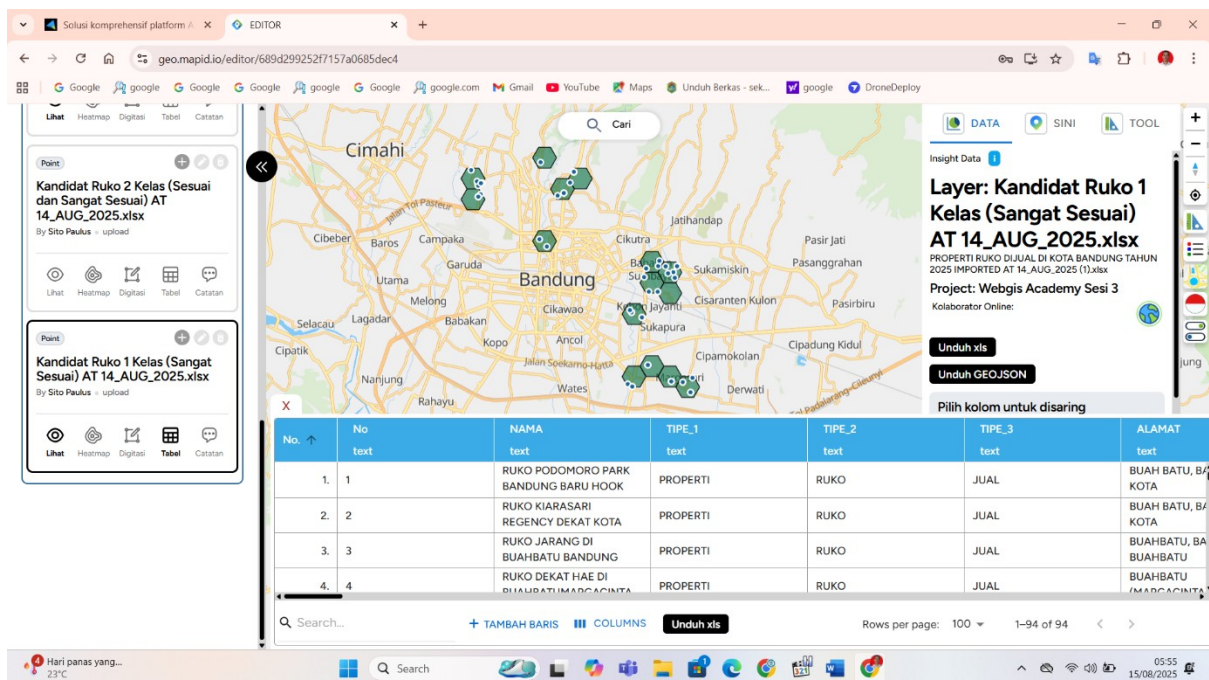 Solusi komprehensif platform A
EDITOR
geo.mapid.io/editor/689d299252f7157a0685dec4
Google
google
Google
Google
google
Google
google.com
Gmail
YouTube
Maps
Unduh Berkas - sek...
google
DroneDeploy
Lihat Heatmap Digitasi Tabel Catatan
Point
Kandidat Ruko 2 Kelas (Sesuai
dan Sangat Sesuai) AT
14_AUG_2025.xlsx
By Sito Paulus upload
Lihat Heatmap Digitasi Tabel Catatan
Point
Kandidat Ruko 1 Kelas (Sangat
Sesuai) AT 14_AUG_2025.xlsx
By Sito Paulus upload
Lihat Heatmap Digitasi Tabel Catatan
Cari
Cimahi
Jalan Tol Pasteur
Jatihandap
Cibeber
Baros
Campaka
Cikutra
Pasir Jati
Garuda
Pasanggrahan
Utama
Bandung
Sukamiskin
Melong
Cisaranten Kulon
Pasirbiru
Cikawao
Selacau
Lagadar
Babakan
Sukapura
Cipatik
Kopo
Ancol
Cipadung Kidul
Jalan Soekarno-Hatta
Cipamokolan
Nanjung
Wates
Derwati
Rahayu
DATA
SINI
TOOL
Insight Data i
Layer: Kandidat Ruko 1
Kelas (Sangat Sesuai)
AT 14_AUG_2025.xlsx
PROPERTI RUKO DIJUAL DI KOTA BANDUNG TAHUN
2025 IMPORTED AT 14_AUG_2025 (1).xlsx
Project: Webgis Academy Sesi 3
Kolaborator Online:
Unduh xls
Unduh GEOJSON
Pilih kolom untuk disaring
X
No. No NAMA TIPE_1 TIPE_2 TIPE_3 ALAMAT
text text text text text text
1. 1 RUKO PODOMORO PARK BANDUNG BARU HOOK PROPERTI RUKO JUAL BUAH BATU, KOTA
2. 2 RUKO KIARASARI REGENCY DEKAT KOTA PROPERTI RUKO JUAL BUAH BATU, KOTA
3. 3 RUKO JARANG DI BUAHBATU BANDUNG PROPERTI RUKO JUAL BUAHBATU, BA BUAHBATU
4. 4 RUKO DEKAT HAE DI BUAHBATUMARGACINTA PROPERTI RUKO JUAL BUAHBATU (MARGACINTA
Search...
+ TAMBAH BARIS
COLUMNS
Unduh xls
Rows per page: 100
1–94 of 94
4
Hari panas yang...
23°C
Search
05:55
15/08/2025